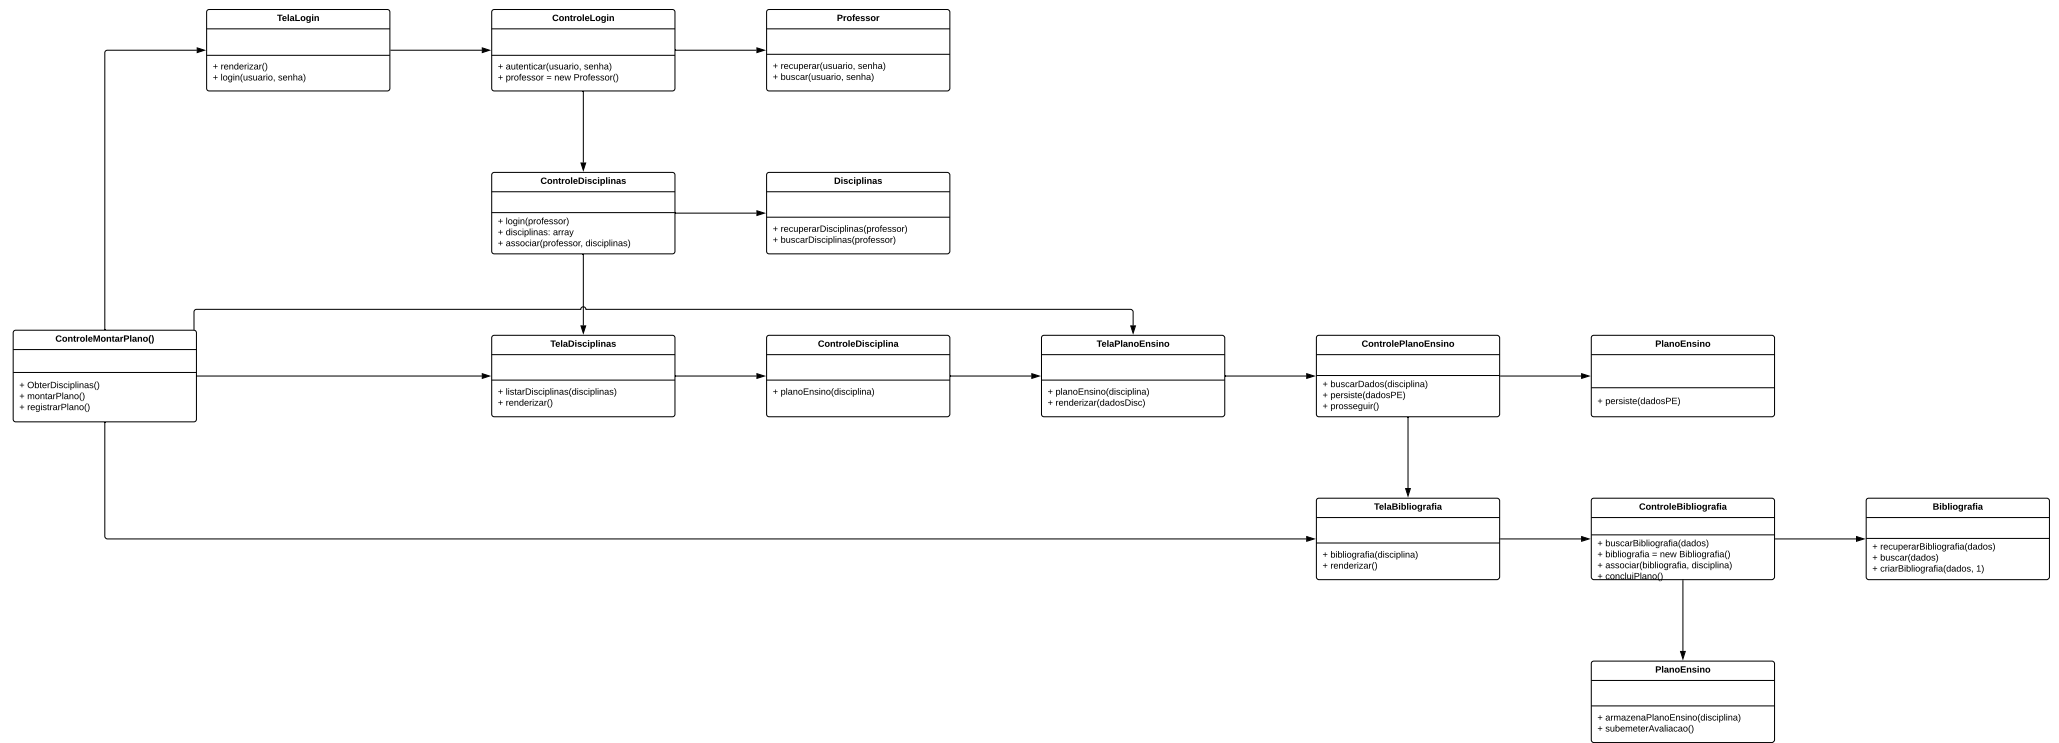 TelaLogin
+ renderizar()
+ login(usuario, senha)
ControleLogin
+ autenticar(usuario, senha)
+ professor = new Professor()
Professor
+ recuperar(usuario, senha)
+ buscar(usuario, senha)
ControleDisciplinas
+ login(professor)
+ disciplinas: array
+ associar(professor, disciplinas)
Disciplinas
+ recuperarDisciplinas(professor)
+ buscarDisciplinas(professor)
ControleMontarPlano()
+ ObterDisciplinas()
+ montarPlano()
+ registrarPlano()
TelaDisciplinas
+ listarDisciplinas(disciplinas)
+ renderizar()
ControleDisciplina
+ planoEnsino(disciplina)
TelaPlanoEnsino
+ planoEnsino(disciplina)
+ renderizar(dadosDisc)
ControlePlanoEnsino
+ buscarDados(disciplina)
+ persiste(dadosPE)
+ prosseguir()
PlanoEnsino
+ persiste(dadosPE)
TelaBibliografia
+ bibliografia(disciplina)
+ renderizar()
ControleBibliografia
+ buscarBibliografia(dados)
+ bibliografia = new Bibliografia()
+ associar(bibliografia, disciplina)
+ concluiPlano()
Bibliografia
+ recuperarBibliografia(dados)
+ buscar(dados)
+ criarBibliografia(dados, 1)
PlanoEnsino
+ armazenaPlanoEnsino(disciplina)
+ subemeterAvaliacao()